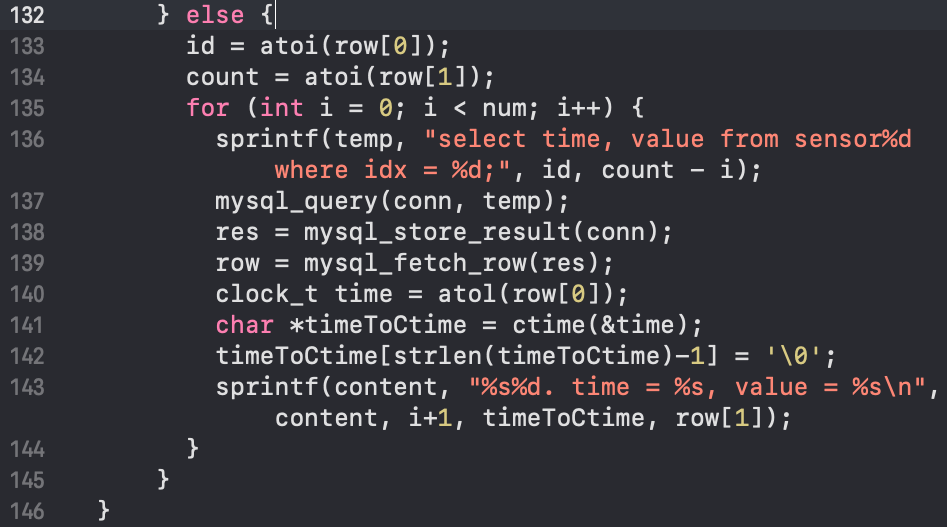 132 } else {
133 id = atoi(row[0]);
134 count = atoi(row[1]);
135 for (int i = 0; i < num; i++) {
136 sprintf(temp, "select time, value from sensor%d
where idx = %d;", id, count - i);
137 mysql_query(conn, temp);
138 res = mysql_store_result(conn);
139 row = mysql_fetch_row(res);
140 clock_t time = atol(row[0]);
141 char *timeToCtime = ctime(&time);
142 timeToCtime[strlen(timeToCtime)-1] = '\0';
143 sprintf(content, "%s%d. time = %s, value = %s\n",
content, i+1, timeToCtime, row[1]);
144 }
145 }
146 }